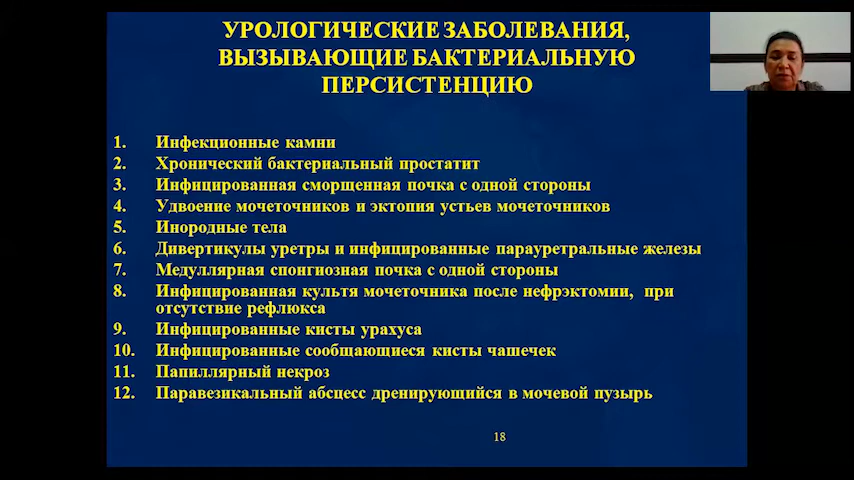 УРОЛОГИЧЕСКИЕ ЗАБОЛЕВАНИЯ,
ВЫЗЫВАЮЩИЕ БАКТЕРИАЛЬНУЮ
ПЕРСИСТЕНЦИЮ
1. Инфекционные камни
2. Хронический бактериальный простатит
3. Инфицированная сморщенная почка с одной стороны
4. Удвоение мочеточников и эктопия устьев мочеточников
5. Инородные тела
6. Дивертикулы уретры и инфицированные парауретральные железы
7. Медуллярная спонгиозная почка с одной стороны
8. Инфицированная культя мочеточника после нефрэктомии, при
отсутствие рефлюкса
9. Инфицированные кисты урахуса
10. Инфицированные сообщающиеся кисты чашечек
11. Папиллярный некроз
12. Паравезикальный абсцесс дренирующийся в мочевой пузырь
18